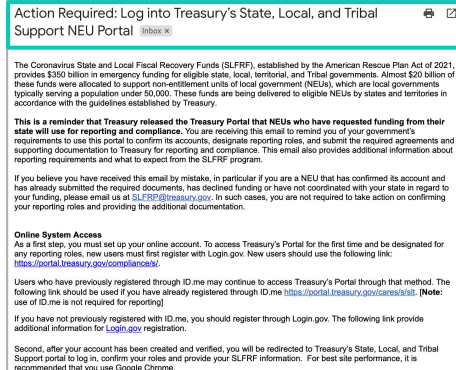 Action Required: Log into Treasury's State, Local, and Tribal
Support NEU Portal Inbox ×
The Coronavirus State and Local Fiscal Recovery Funds (SLFRF), established by the American Rescue Plan Act of 2021,
provides $350 billion in emergency funding for eligible state, local, territorial, and Tribal governments. Almost $20 billion of
these funds were allocated to support non-entitlement units of local government (NEUs), which are local governments
typically serving a population under 50,000. These funds are being delivered to eligible NEUs by states and territories in
accordance with the guidelines established by Treasury.
This is a reminder that Treasury released the Treasury Portal that NEUs who have requested funding from their
state will use for reporting and compliance. You are receiving this email to remind you of your government's
requirements to use this portal to confirm its accounts, designate reporting roles, and submit the required agreements and
supporting documentation to Treasury for reporting and compliance. This email also provides additional information about
reporting requirements and what to expect from the SLFRF program.
If you believe you have received this email by mistake, in particular if you are a NEU that has confirmed its account and
has already submitted the required documents, has declined funding or have not coordinated with your state in regard to
your funding, please email us at SLFRP@treasury.gov. In such cases, you are not required to take action on confirming
your reporting roles and providing the additional documentation.
Online System Access
As a first step, you must set up your online account. To access Treasury's Portal for the first time and be designated for
any reporting roles, new users must first register with Login.gov. New users should use the following link:
https://portal.treasury.gov/compliance/s/.
Users who have previously registered through ID.me may continue to access Treasury's Portal through that method. The
following link should be used if you have already registered through ID.me https://portal.treasury.gov/cares/s/slt. [Note:
use of ID.me is not required for reporting]
If you have not previously registered with ID.me, you should register through Login.gov. The following link provide
additional information for Login.gov registration.
Second, after your account has been created and verified, you will be redirected to Treasury's State, Local, and Tribal
Support portal to log in, confirm your roles and provide your SLFRF information. For best site performance, it is
recommended that you use Google Chrome.